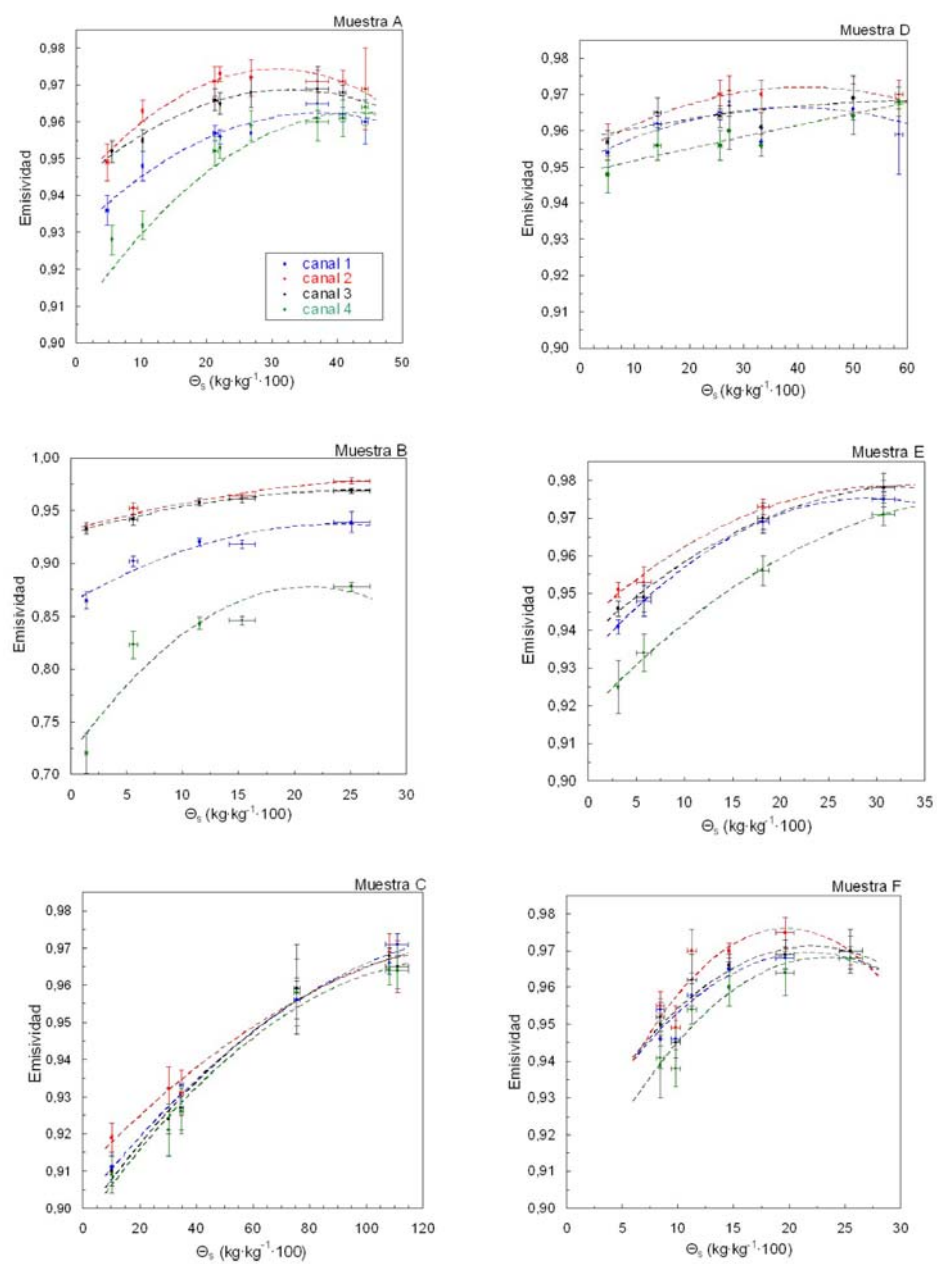 Muestra A
0,98
0,97
0,96
0,95
0,94
0,93
0,92
0,91
0,90
Emisividad
canal 1
canal 2
canal 3
canal 4
0 10 20 30 40 50
Θs (kg·kg-1·100)
Muestra D
0,98
0,97
0,96
0,95
0,94
0,93
0,92
0,91
0,90
Emisividad
0 10 20 30 40 50 60
Θs (kg·kg-1·100)
Muestra B
1,00
0,95
0,90
0,85
0,80
0,75
0,70
Emisividad
0 5 10 15 20 25 30
Θs (kg·kg-1·100)
Muestra E
0,98
0,97
0,96
0,95
0,94
0,93
0,92
0,91
0,90
Emisividad
0 5 10 15 20 25 30 35
Θs (kg·kg-1·100)
Muestra C
0,98
0,97
0,96
0,95
0,94
0,93
0,92
0,91
0,90
Emisividad
0 20 40 60 80 100 120
Θs (kg·kg-1·100)
Muestra F
0,98
0,97
0,96
0,95
0,94
0,93
0,92
0,91
0,90
Emisividad
0 5 10 15 20 25 30
Θs (kg·kg-1·100)